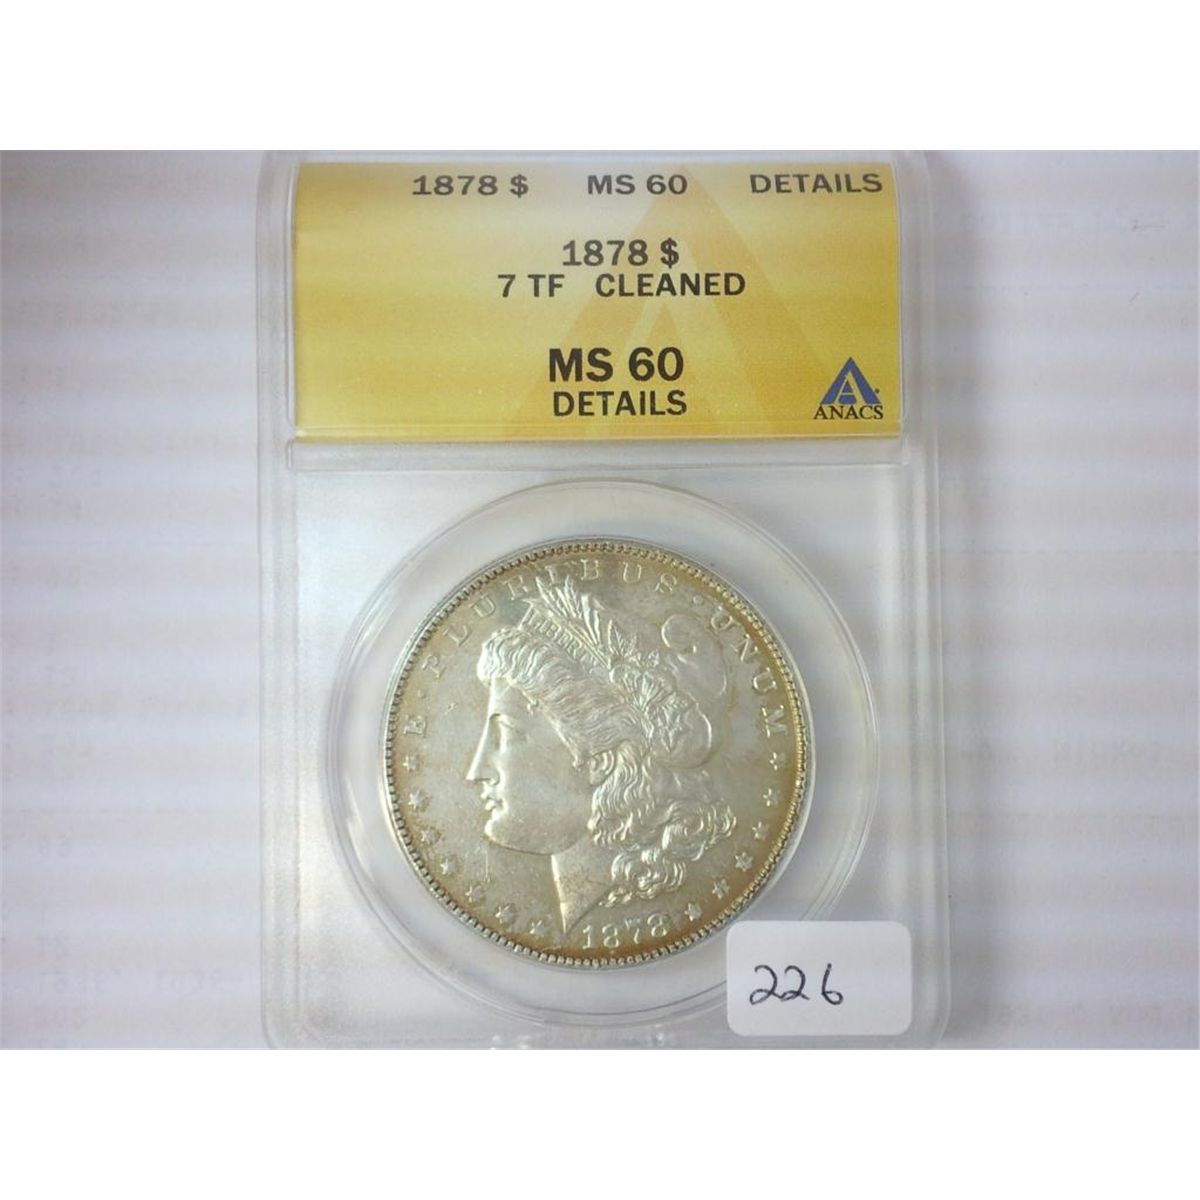 1878 $ MS 60 DETAILS
1878 $
7 TF CLEANED
MS 60
DETAILS
ANACS
E · PLURIBUS · UNUM
LIBERTY
1878
226